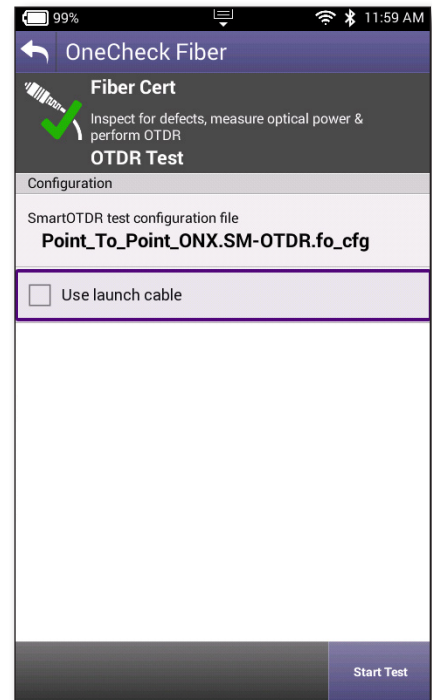 99%
11:59 AM
OneCheck Fiber
Fiber Cert
Inspect for defects, measure optical power &
perform OTDR
OTDR Test
Configuration
SmartOTDR test configuration file
Point_To_Point_ONX.SM-OTDR.fo_cfg
Use launch cable
Start Test